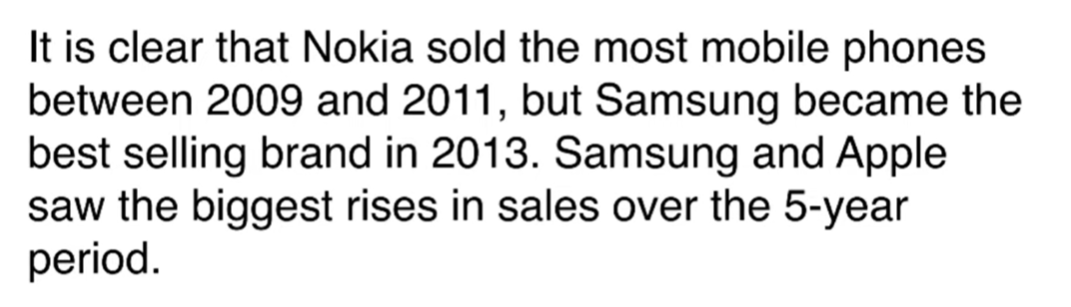 It is clear that Nokia sold the most mobile phones
between 2009 and 2011, but Samsung became the
best selling brand in 2013. Samsung and Apple
saw the biggest rises in sales over the 5-year
period.